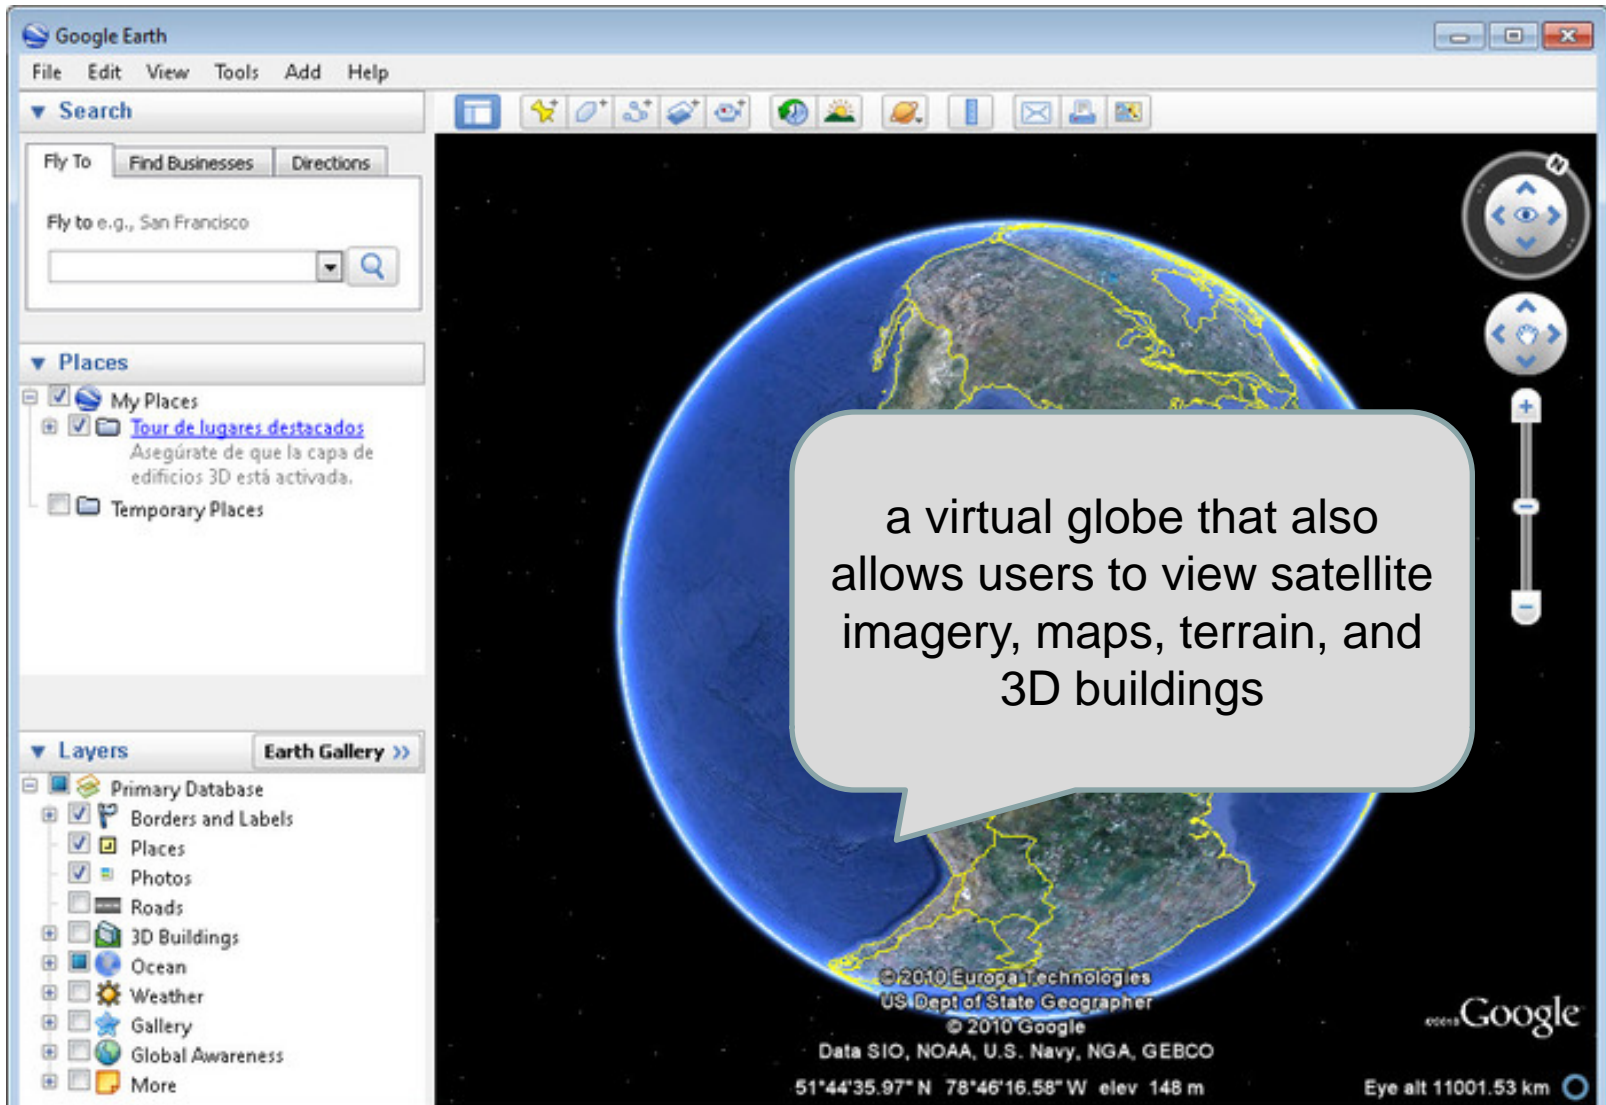 Google Earth
File Edit View Tools Add Help
Search
Fly To Find Businesses Directions
Fly to e.g., San Francisco
Places
My Places
Tour de lugares destacados
Asegúrate de que la capa de
edificios 3D está activada.
Temporary Places
Layers Earth Gallery >>
Primary Database
Borders and Labels
Places
Photos
Roads
3D Buildings
Ocean
Weather
Gallery
Global Awareness
More
N
a virtual globe that also
allows users to view satellite
imagery, maps, terrain, and
3D buildings
© 2010 Europa Technologies
US Dept of State Geographer
© 2010 Google
Data SIO, NOAA, U.S. Navy, NGA, GEBCO
©2010 Google
51°44'35.97" N 78°46'16.58" W elev 148 m Eye alt 11001.53 km